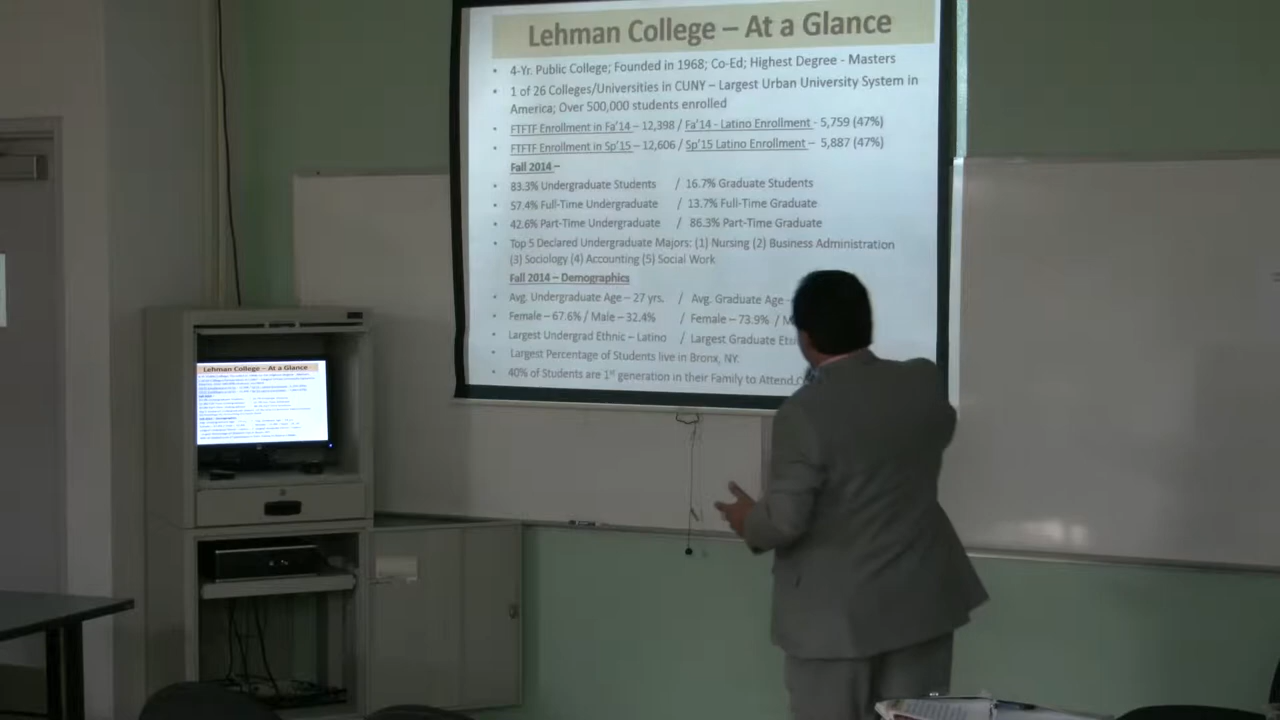 Lehman College – At a Glance
• 4-Yr. Public College; Founded in 1968; Co-Ed; Highest Degree - Masters
• 1 of 26 Colleges/Universities in CUNY – Largest Urban University System in
America; Over 500,000 students enrolled
• FTFTF Enrollment in Fa'14 – 12,398 / Fa'14 - Latino Enrollment - 5,759 (47%)
• FTFTF Enrollment in Sp'15 – 12,606 / Sp'15 Latino Enrollment – 5,887 (47%)
Fall 2014 –
• 83.3% Undergraduate Students / 16.7% Graduate Students
• 57.4% Full-Time Undergraduate / 13.7% Full-Time Graduate
• 42.6% Part-Time Undergraduate / 86.3% Part-Time Graduate
• Top 5 Declared Undergraduate Majors: (1) Nursing (2) Business Administration
(3) Sociology (4) Accounting (5) Social Work
Fall 2014 – Demographics
• Avg. Undergraduate Age – 27 yrs. / Avg. Graduate Age –
• Female – 67.6% / Male – 32.4% / Female – 73.9% /
• Largest Undergrad Ethnic – Latino / Largest Graduate
• Largest Percentage of Students live in Bronx, NY.
• 40% of Students are 1st generation in their Family to Attend
Lehman College – At a Glance